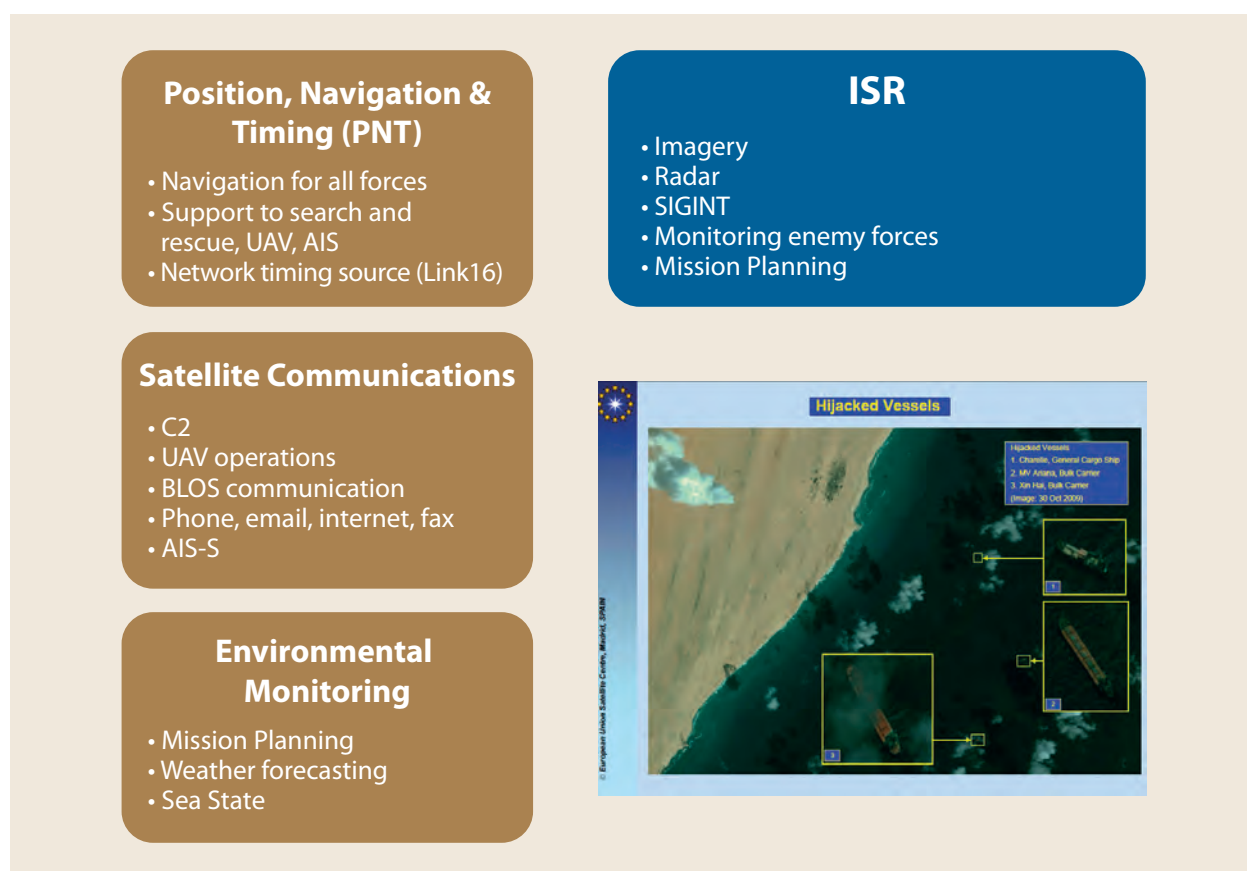 Position, Navigation &
Timing (PNT)
• Navigation for all forces
• Support to search and
rescue, UAV, AIS
• Network timing source (Link16)
ISR
• Imagery
• Radar
• SIGINT
• Monitoring enemy forces
• Mission Planning
Satellite Communications
• C2
• UAV operations
• BLOS communication
• Phone, email, internet, fax
• AIS-S
Environmental
Monitoring
• Mission Planning
• Weather forecasting
• Sea State
Hijacked Vessels
Hijacked Vessels
1. Charelle, General Cargo Ship
2. MV Ariana, Bulk Carrier
3. Xin Hai, Bulk Carrier
(Image: 30 Oct 2009)
1
2
3
© European Union Satellite Centre, Madrid, SPAIN